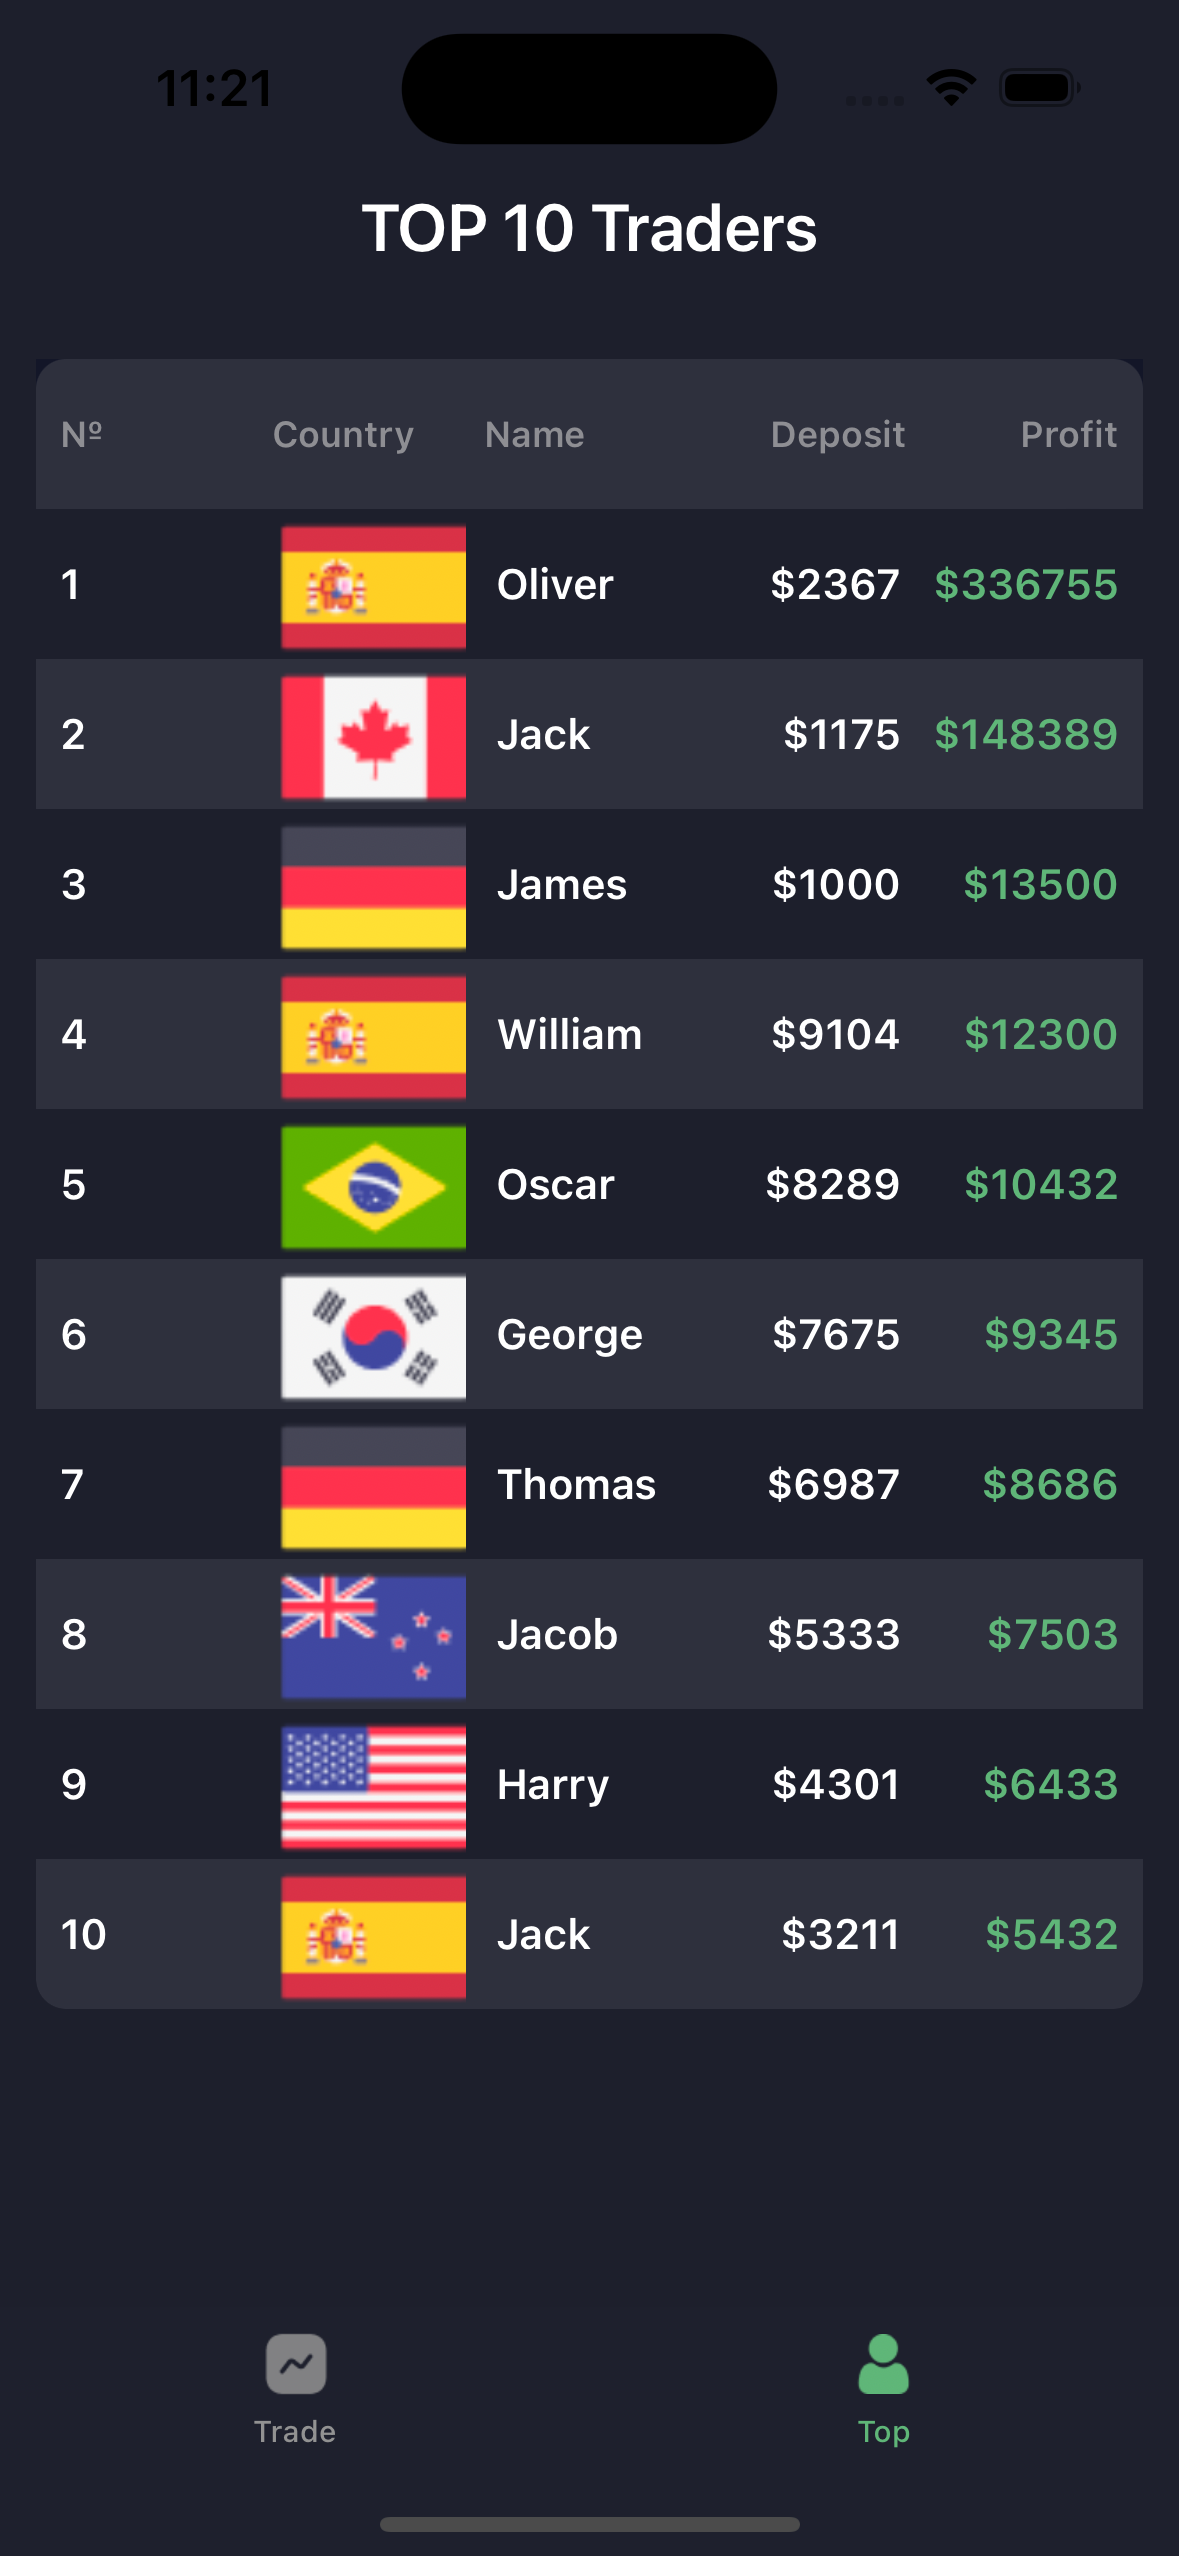 11:21
TOP 10 Traders
Nº Country Name Deposit Profit
1 Oliver $2367 $336755
2 Jack $1175 $148389
3 James $1000 $13500
4 William $9104 $12300
5 Oscar $8289 $10432
6 George $7675 $9345
7 Thomas $6987 $8686
8 Jacob $5333 $7503
9 Harry $4301 $6433
10 Jack $3211 $5432
Trade Top